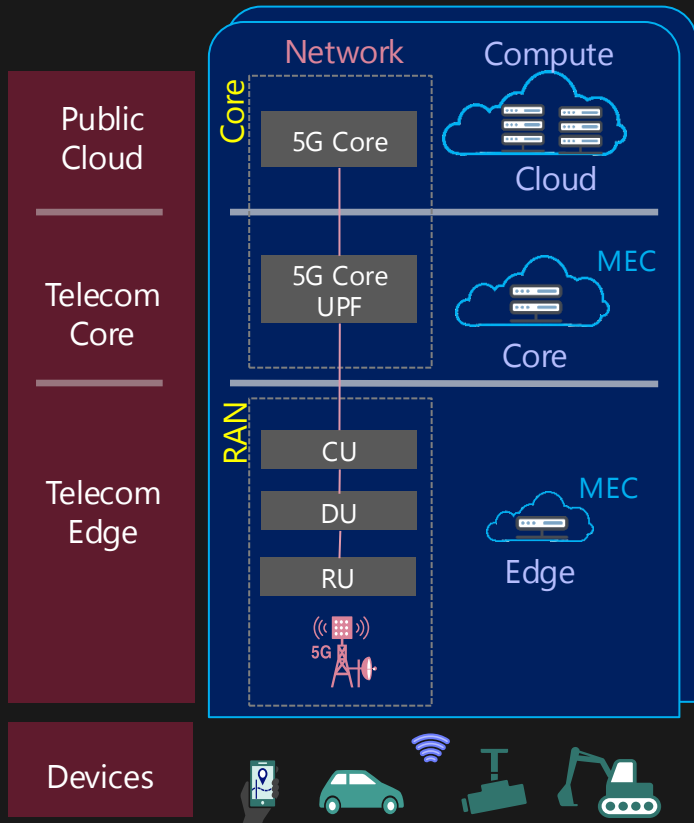 Network
Compute
Core
Public
Cloud
5G Core
Cloud
Telecom
Core
5G Core
UPF
MEC
Core
RAN
Telecom
Edge
CU
DU
RU
MEC
Edge
5G
Devices